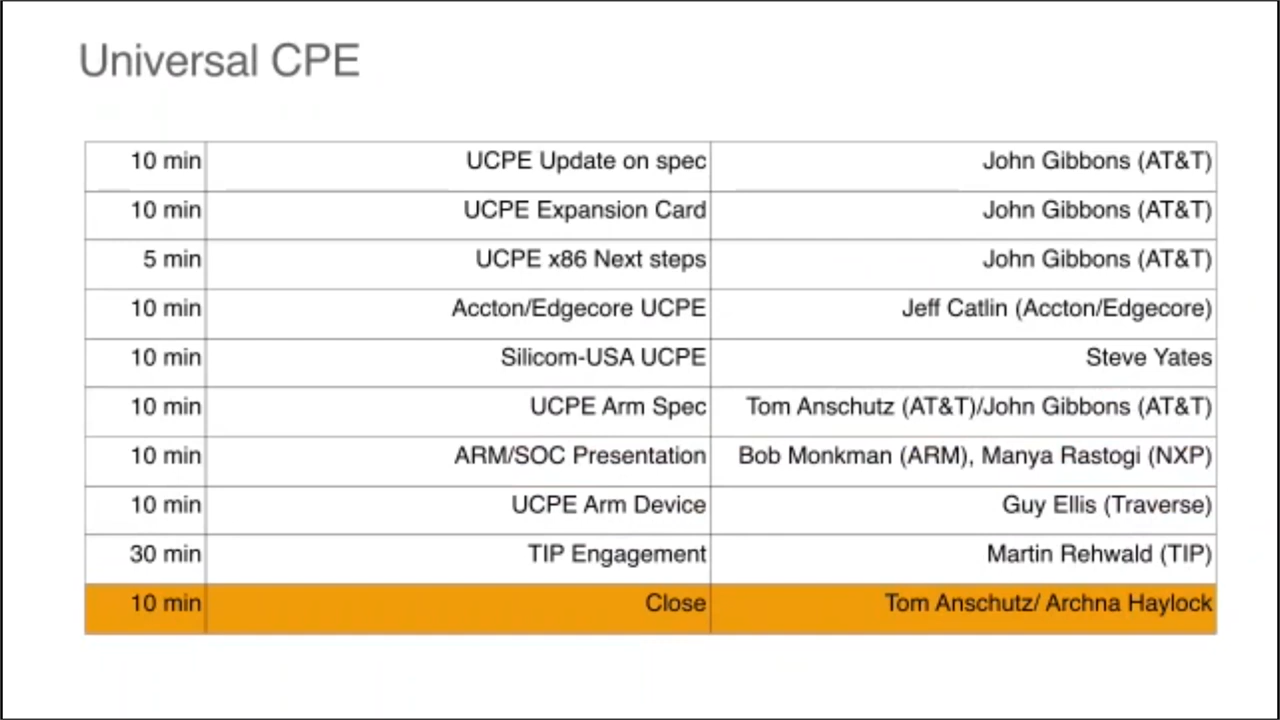 Universal CPE
10 min UCPE Update on spec John Gibbons (AT&T)
10 min UCPE Expansion Card John Gibbons (AT&T)
5 min UCPE x86 Next steps John Gibbons (AT&T)
10 min Accton/Edgecore UCPE Jeff Catlin (Accton/Edgecore)
10 min Silicom-USA UCPE Steve Yates
10 min UCPE Arm Spec Tom Anschutz (AT&T)/John Gibbons (AT&T)
10 min ARM/SOC Presentation Bob Monkman (ARM), Manya Rastogi (NXP)
10 min UCPE Arm Device Guy Ellis (Traverse)
30 min TIP Engagement Martin Rehwald (TIP)
10 min Close Tom Anschutz/ Archna Haylock